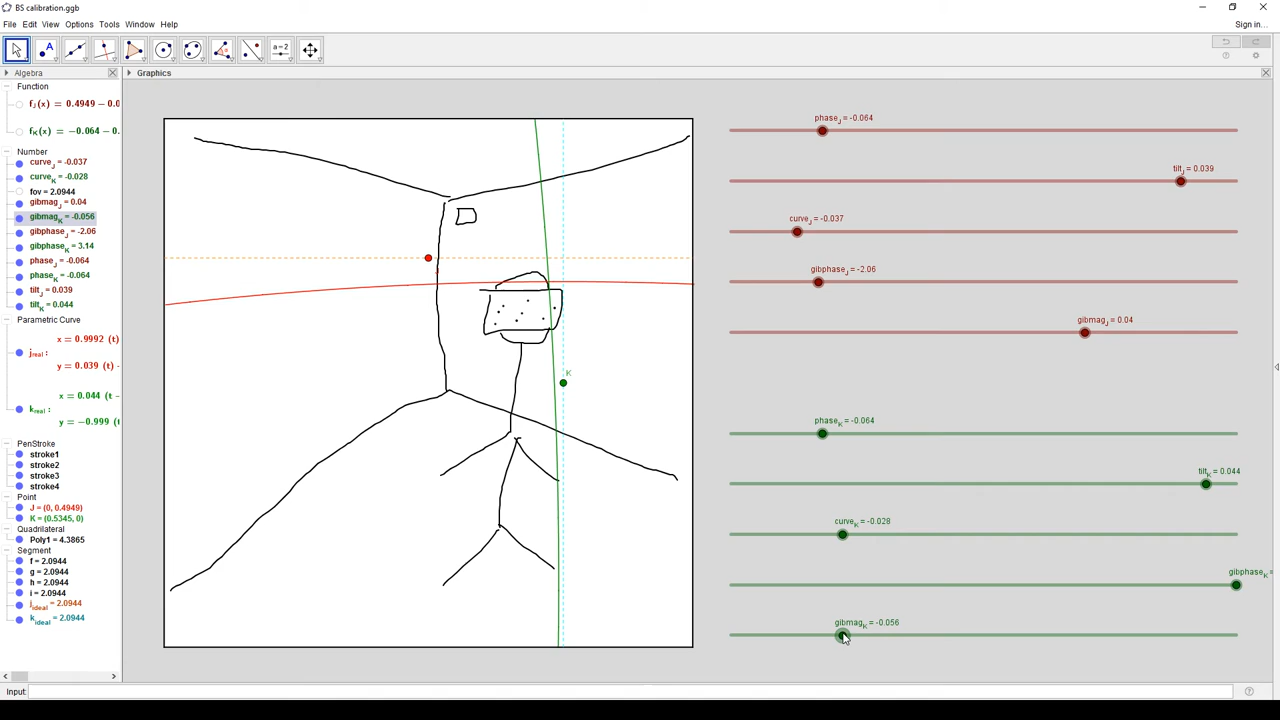 BS calibration.ggb
File Edit View Options Tools Window Help
Sign in...
A
a=2
Algebra
Graphics
Function
f_J(x) = 0.4949 − 0.0
f_K(x) = −0.064 − 0.
Number
curve_J = -0.037
curve_K = -0.028
fov = 2.0944
gibmag_J = 0.04
gibmag_K = -0.056
gibphase_J = -2.06
gibphase_K = 3.14
phase_J = -0.064
phase_K = -0.064
tilt_J = 0.039
tilt_K = 0.044
Parametric Curve
x = 0.9992 (t)
j_real :
y = 0.039 (t) −
x = 0.044 (t −
k_real :
y = −0.999 (t
PenStroke
stroke1
stroke2
stroke3
stroke4
Point
J = (0, 0.4949)
K = (0.5345, 0)
Quadrilateral
Poly1 = 4.3865
Segment
f = 2.0944
g = 2.0944
h = 2.0944
i = 2.0944
j_ideal = 2.0944
k_ideal = 2.0944
K
phase_J = -0.064
tilt_J = 0.039
curve_J = -0.037
gibphase_J = -2.06
gibmag_J = 0.04
phase_K = -0.064
tilt_K = 0.044
curve_K = -0.028
gibphase_K =
gibmag_K = -0.056
Input: